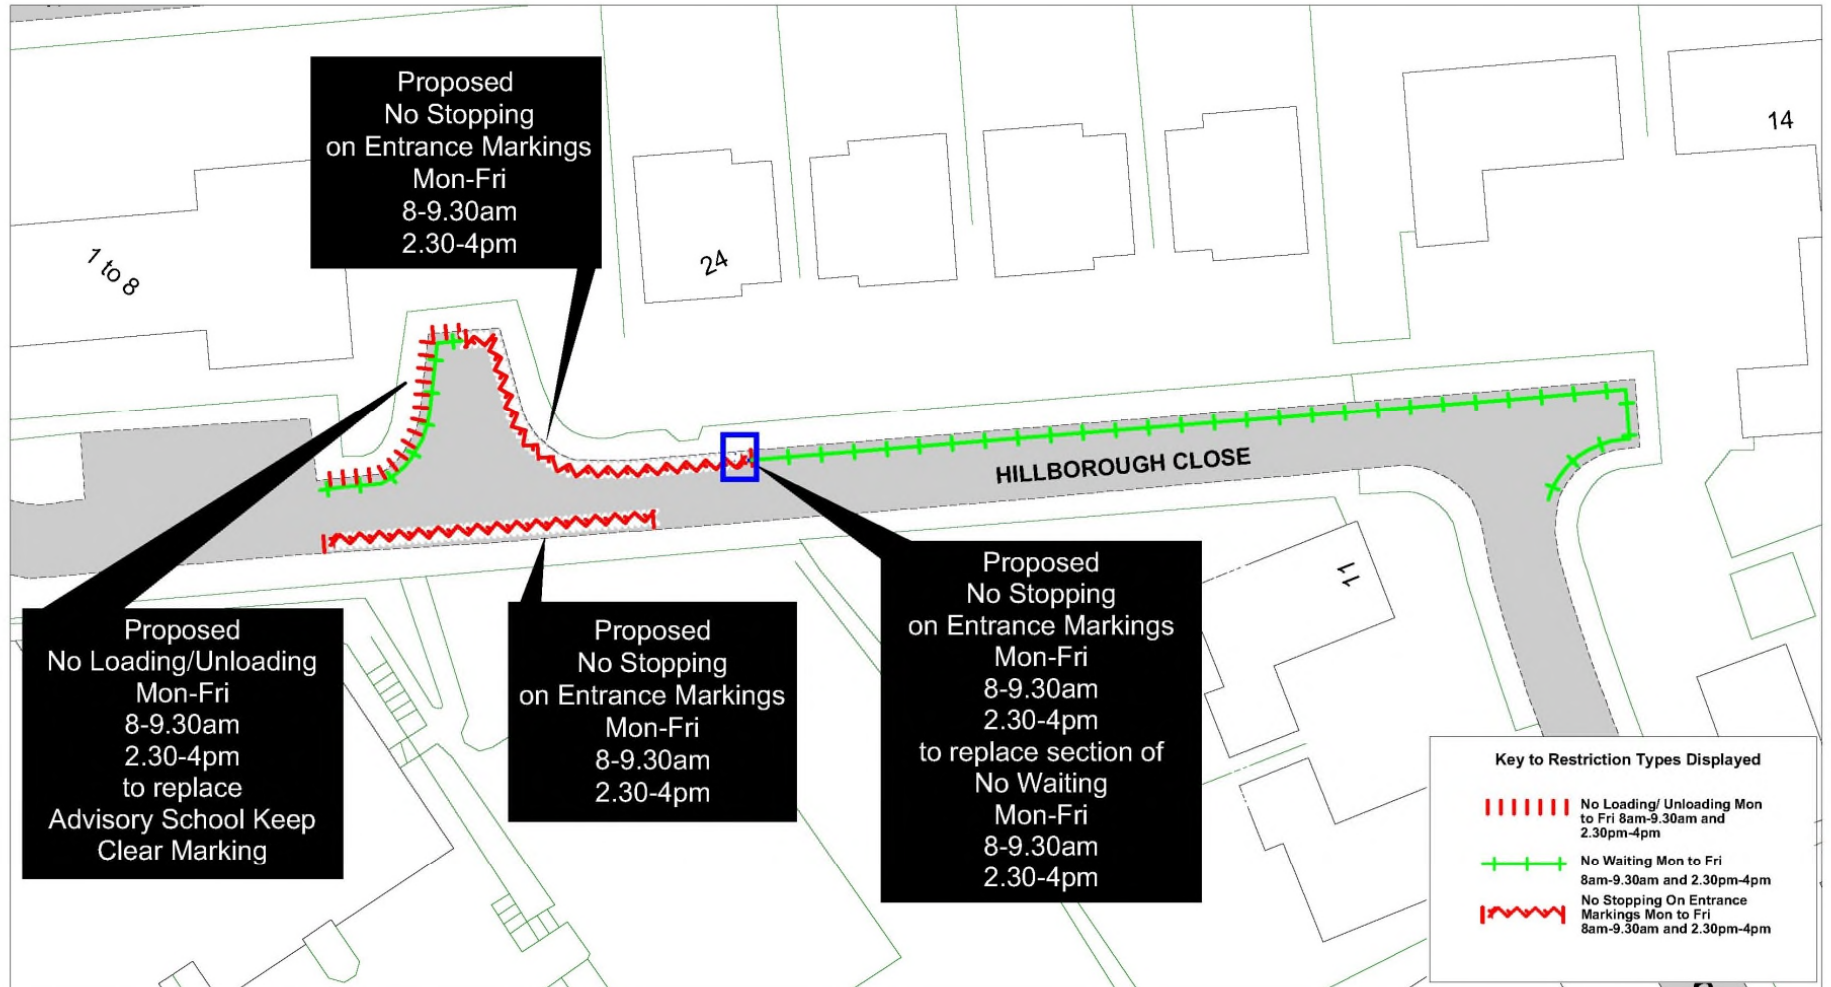 Proposed
No Stopping
on Entrance Markings
Mon-Fri
8-9.30am
2.30-4pm
14
24
1 to 8
HILLBOROUGH CLOSE
11
Proposed
No Loading/Unloading
Mon-Fri
8-9.30am
2.30-4pm
to replace
Advisory School Keep
Clear Marking
Proposed
No Stopping
on Entrance Markings
Mon-Fri
8-9.30am
2.30-4pm
Proposed
No Stopping
on Entrance Markings
Mon-Fri
8-9.30am
2.30-4pm
to replace section of
No Waiting
Mon-Fri
8-9.30am
2.30-4pm
Key to Restriction Types Displayed
No Loading/ Unloading Mon
to Fri 8am-9.30am and
2.30pm-4pm
No Waiting Mon to Fri
8am-9.30am and 2.30pm-4pm
No Stopping On Entrance
Markings Mon to Fri
8am-9.30am and 2.30pm-4pm